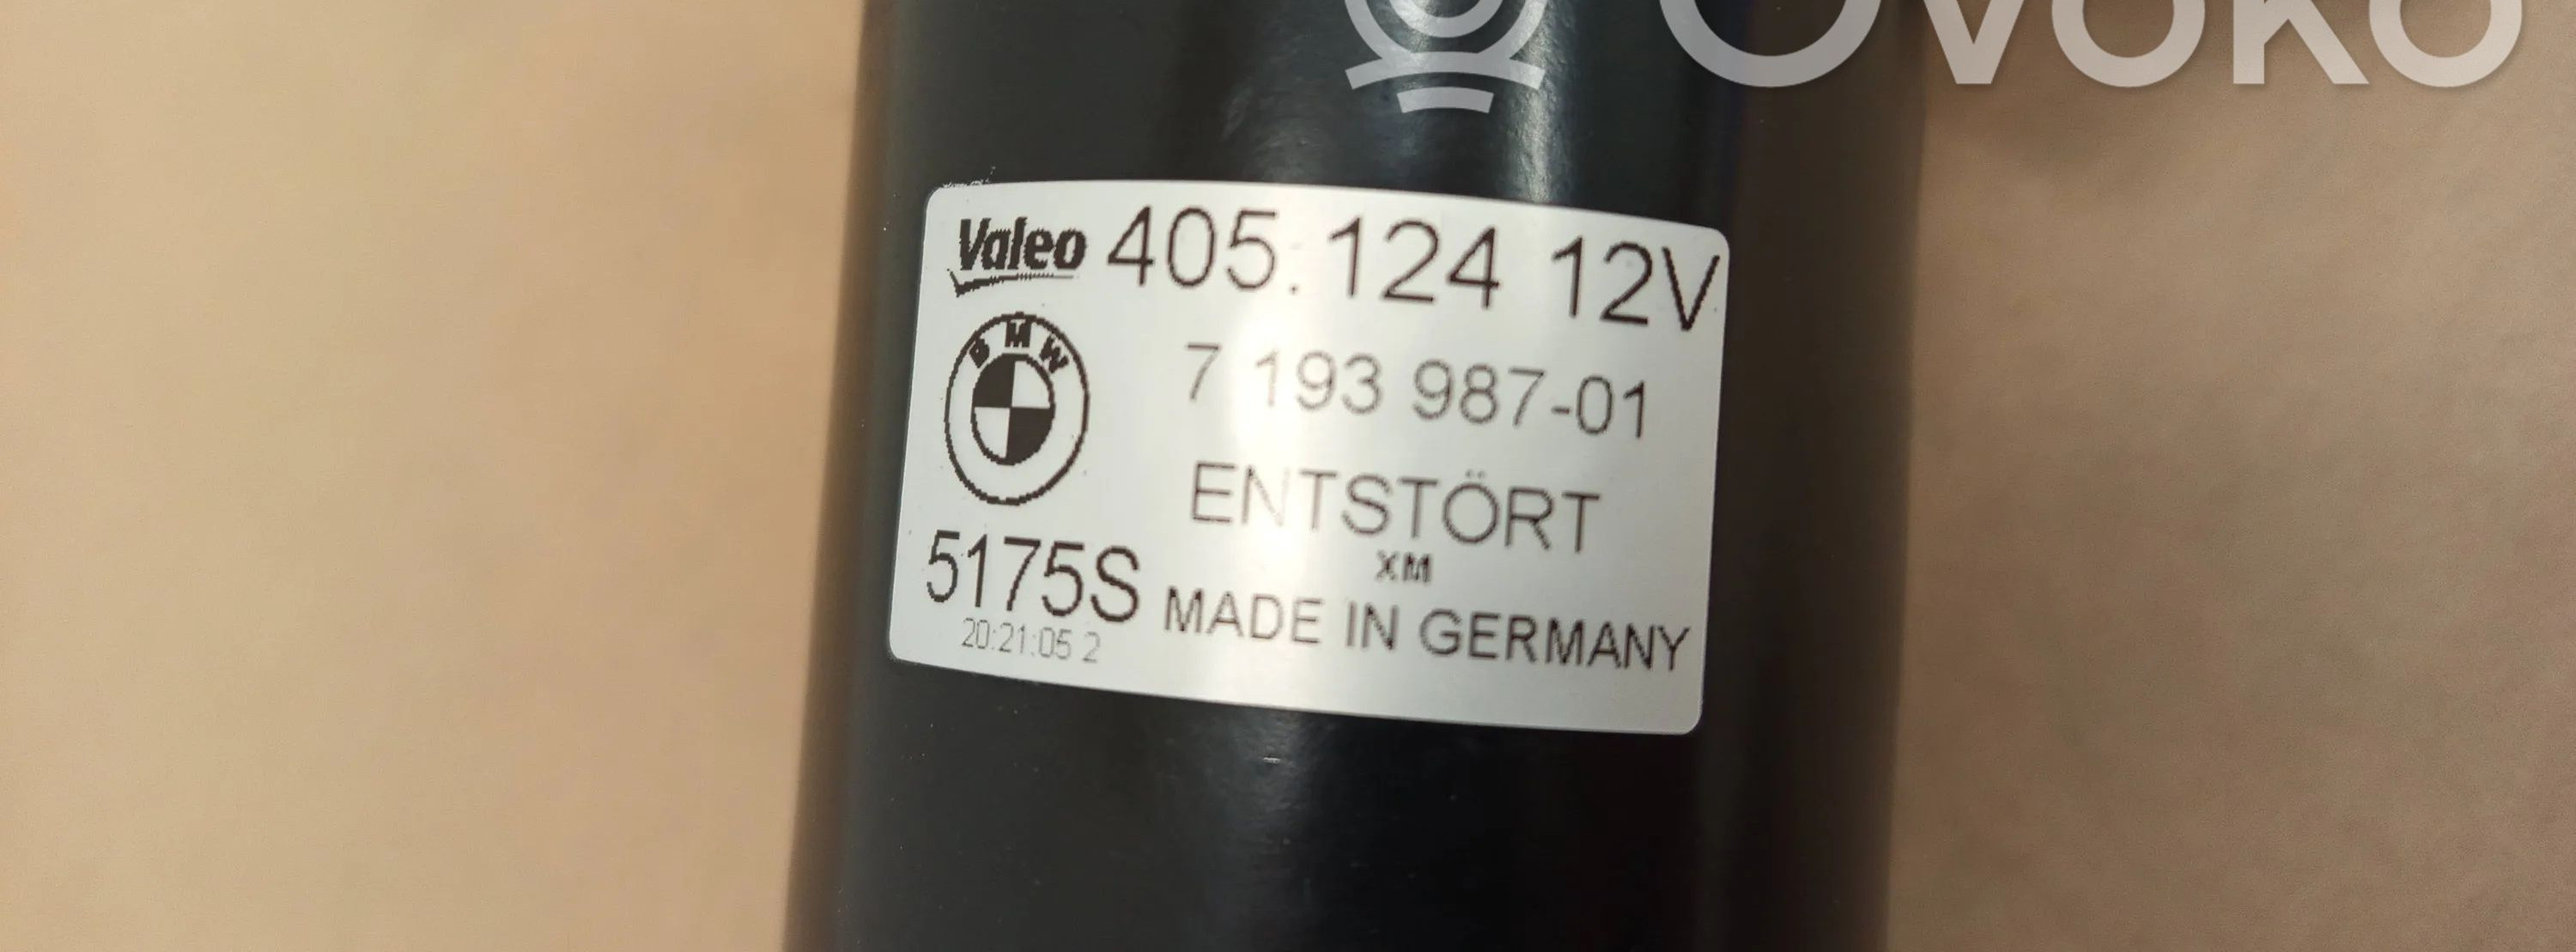 Ovoko
Valeo 405.124 12V
BMW
7 193 987-01
ENTSTÖRT
XM
5175S MADE IN GERMANY
20:21:05 2